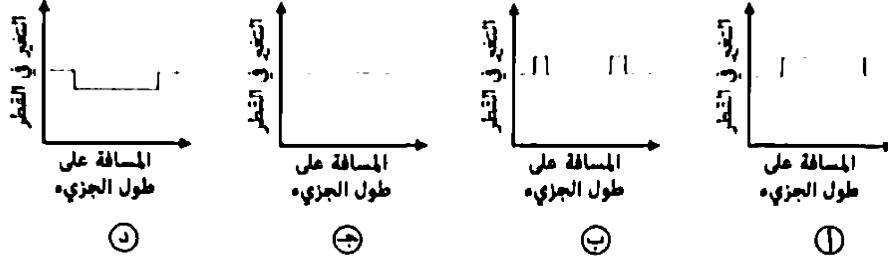 التغير في القطر
المسافة على
طول الجزيء
أ
التغير في القطر
المسافة على
طول الجزيء
ب
التغير في القطر
المسافة على
طول الجزيء
ج
التغير في القطر
المسافة على
طول الجزيء
د